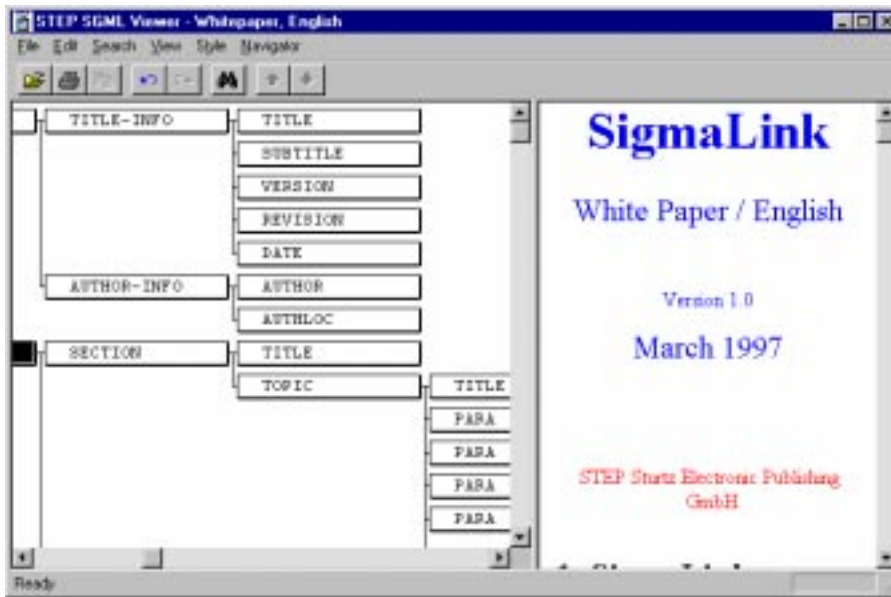 STEP SGML Viewer - Whitepaper, English
File Edit Search View Style Navigator
TITLE-INFO
TITLE
SUBTITLE
VERSION
REVISION
DATE
AUTHOR-INFO
AUTHOR
AUTHLOC
SECTION
TITLE
TOPIC
TITLE
PARA
PARA
PARA
PARA
SigmaLink
White Paper / English
Version 1.0
March 1997
STEP Sturtz Electronic Publishing
GmbH
Ready